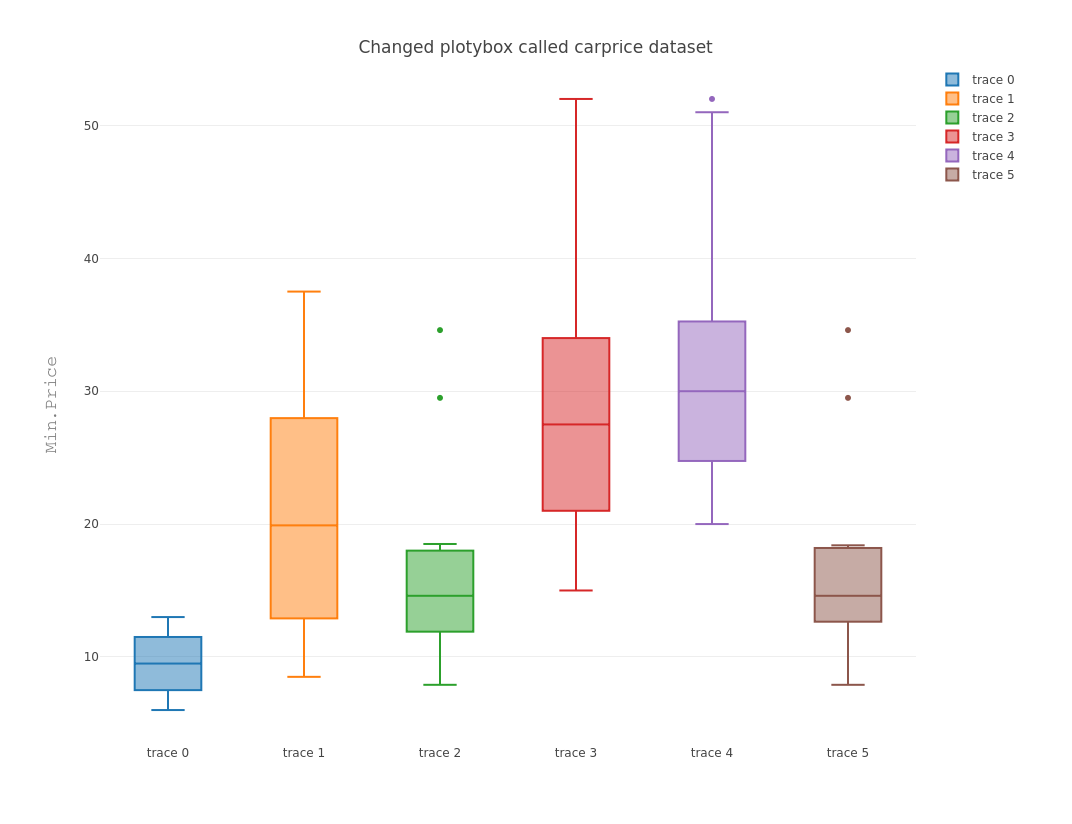 Changed plotybox called carprice dataset
trace 0
trace 1
trace 2
trace 3
trace 4
trace 5
50
40
30
20
10
Min.Price
trace 0 trace 1 trace 2 trace 3 trace 4 trace 5